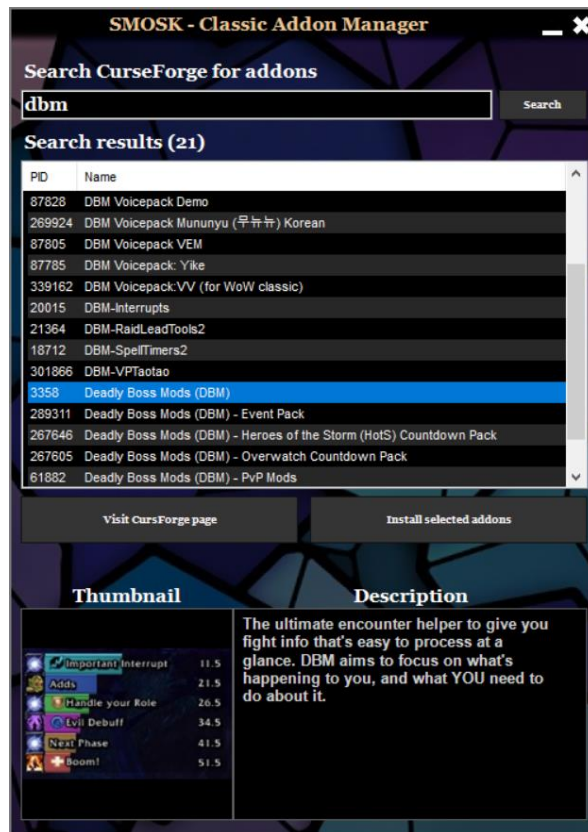 SMOSK - Classic Addon Manager
Search CurseForge for addons
dbm
Search
Search results (21)
PID Name
87828 DBM Voicepack Demo
269924 DBM Voicepack Mununyu (무뉴뉴) Korean
87805 DBM Voicepack VEM
87785 DBM Voicepack: Yike
339162 DBM Voicepack:VV (for WoW classic)
20015 DBM-Interrupts
21364 DBM-RaidLeadTools2
18712 DBM-SpellTimers2
301866 DBM-VPTaotao
3358 Deadly Boss Mods (DBM)
289311 Deadly Boss Mods (DBM) - Event Pack
267646 Deadly Boss Mods (DBM) - Heroes of the Storm (HotS) Countdown Pack
267605 Deadly Boss Mods (DBM) - Overwatch Countdown Pack
61882 Deadly Boss Mods (DBM) - PvP Mods
Visit CursForge page
Install selected addons
Thumbnail
Important Interrupt 11.5
Adds 21.5
Handle your Role 26.5
Evil Debuff 34.5
Next Phase 41.5
Boom! 51.5
Description
The ultimate encounter helper to give you
fight info that's easy to process at a
glance. DBM aims to focus on what's
happening to you, and what YOU need to
do about it.